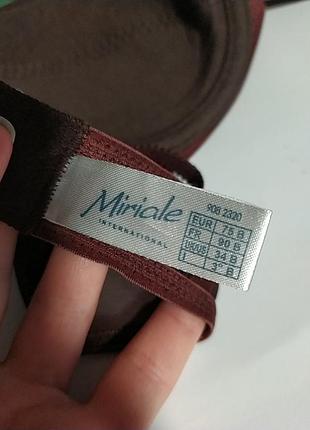 Miriale
INTERNATIONAL
908 2320
EUR 75 B
FR 90 B
UK/US 34 B
I 3° B